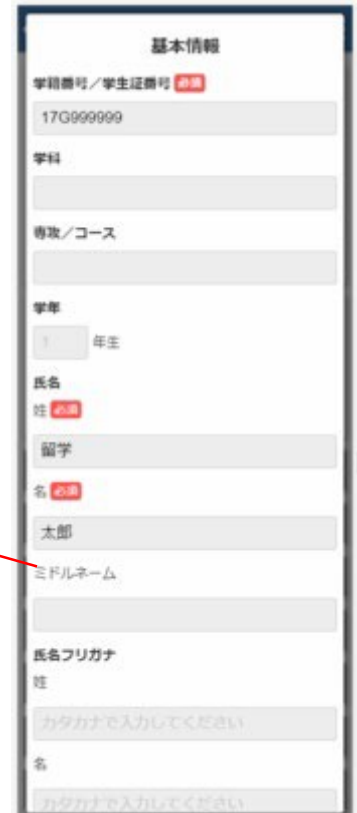 基本情報
学籍番号／学生証番号 必須
17G999999
学科
専攻／コース
学年
1 年生
氏名
姓 必須
留学
名 必須
太郎
ミドルネーム
氏名フリガナ
姓
カタカナで入力してください
名
カタカナで入力してください